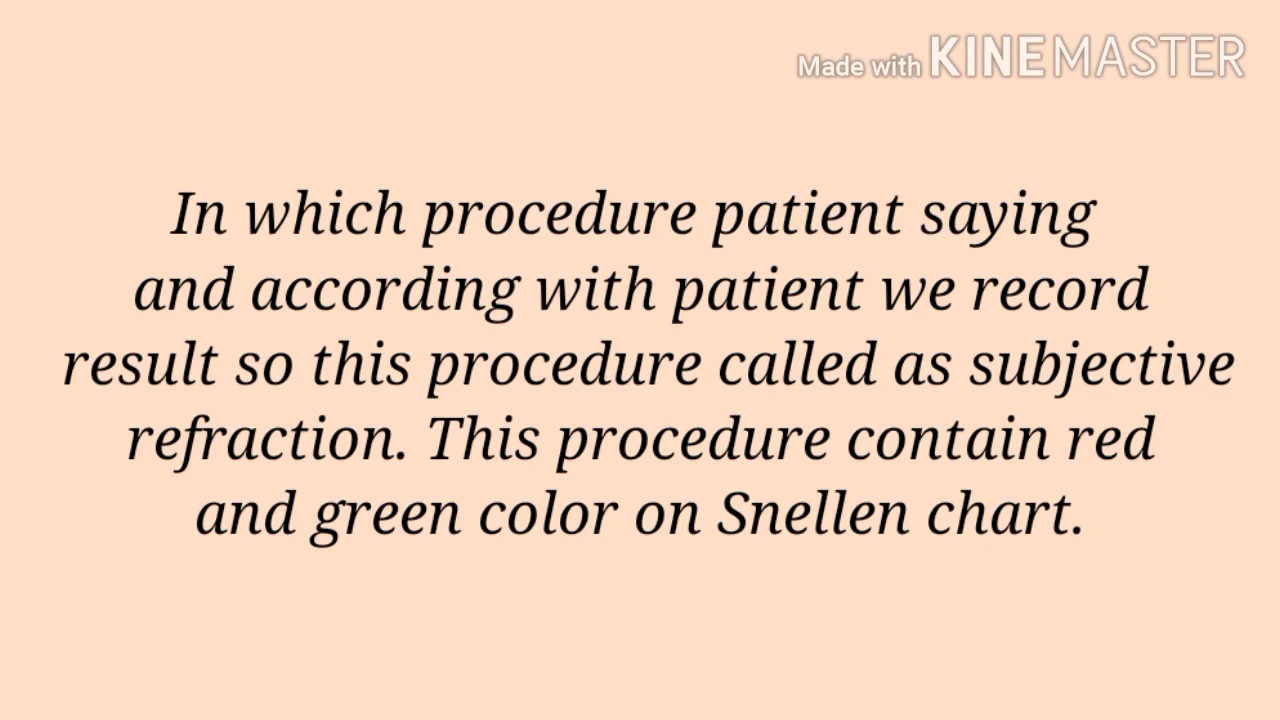 Made with KINEMASTER
In which procedure patient saying
and according with patient we record
result so this procedure called as subjective
refraction. This procedure contain red
and green color on Snellen chart.